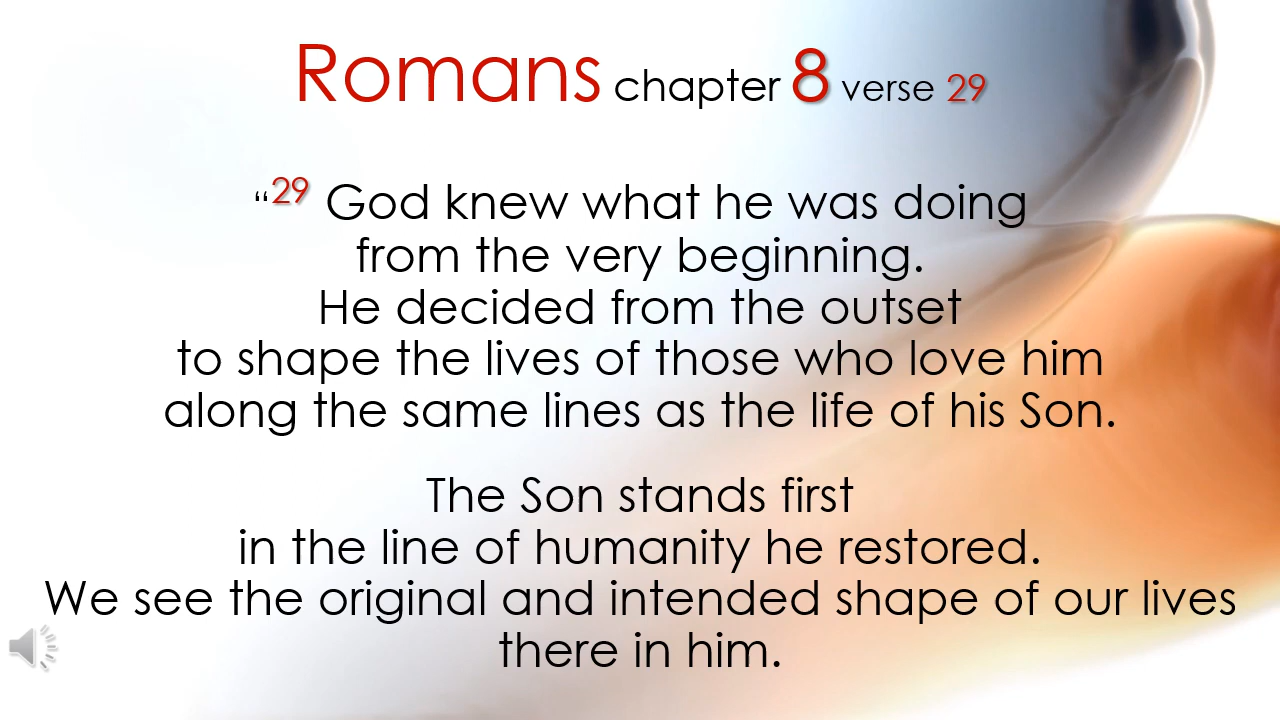 Romans chapter 8 verse 29
“29 God knew what he was doing
from the very beginning.
He decided from the outset
to shape the lives of those who love him
along the same lines as the life of his Son.
The Son stands first
in the line of humanity he restored.
We see the original and intended shape of our lives
there in him.